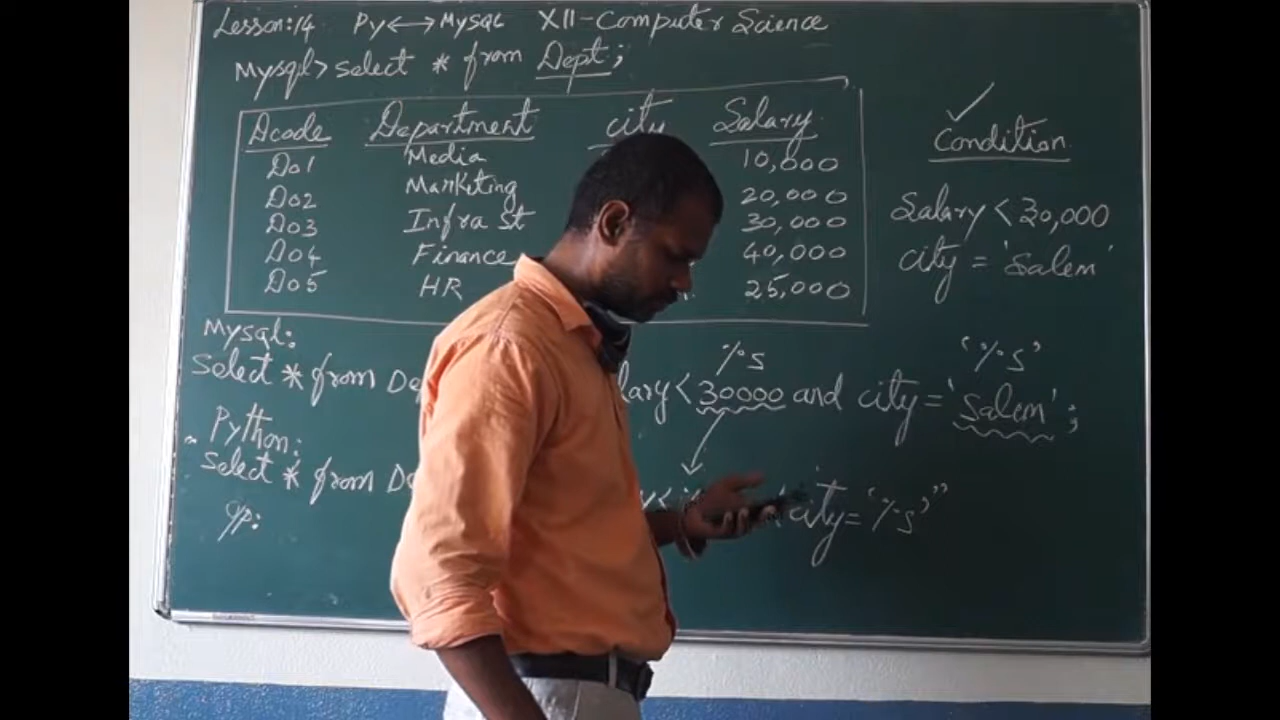 Lesson:14 Py↔Mysql XII-Computer Science
Mysql> select * from Dept;
Dcode Department city Salary
D01 Media 10,000
D02 Marketing 20,000
D03 Infra st 30,000
D04 Finance 40,000
D05 HR 25,000
✓
Condition
Salary < 30,000
city = 'Salem'
Mysql:
%s '%s'
Select * from De lary < 30000 and city = 'Salem';
Python:
Select * from De y < city = '%s'"
o/p: